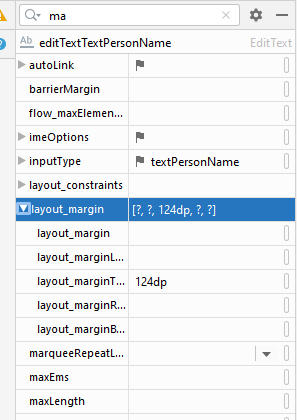 ma
Ab editTextTextPersonName EditText
autoLink
barrierMargin
flow_maxElemen...
imeOptions
inputType textPersonName
layout_constraints
layout_margin [?, ?, 124dp, ?, ?]
layout_margin
layout_marginL...
layout_marginT... 124dp
layout_marginR...
layout_marginB...
marqueeRepeatL...
maxEms
maxLength